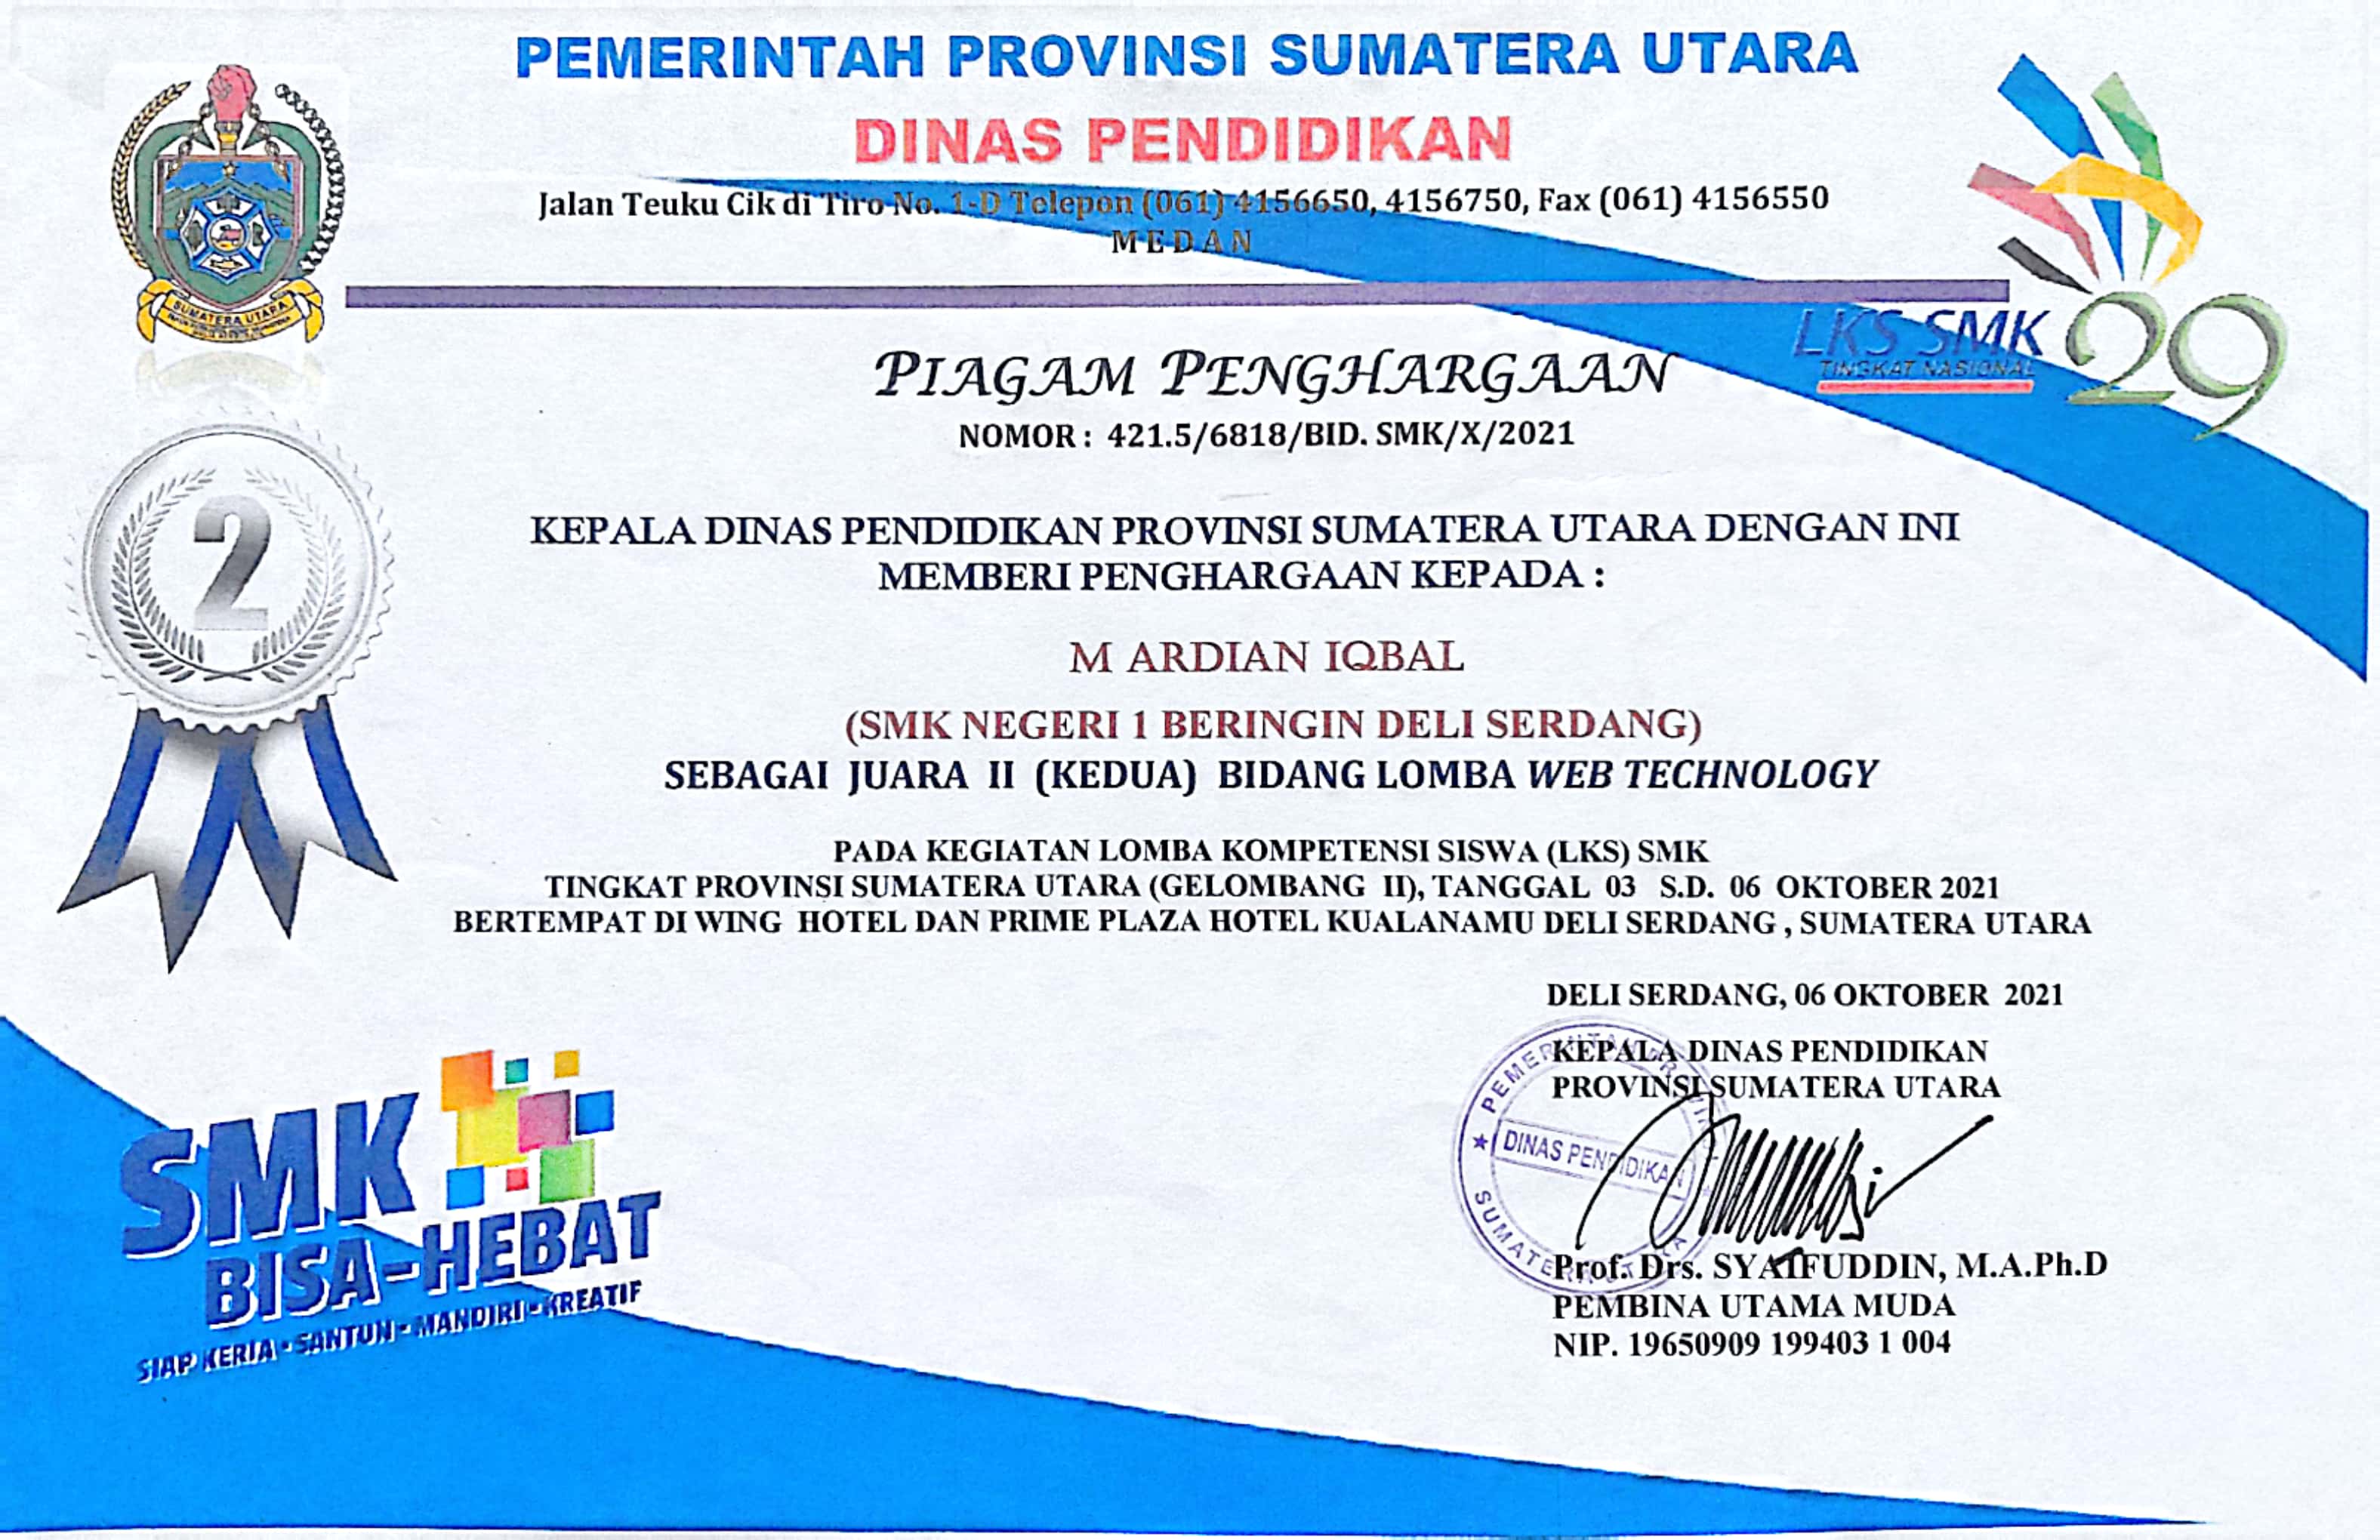 PEMERINTAH PROVINSI SUMATERA UTARA
DINAS PENDIDIKAN
Jalan Teuku Cik di Tiro No. 1-D Telepon (061) 4156650, 4156750, Fax (061) 4156550
MEDAN
SUMATERA UTARA
LKS SMK
TINGKAT NASIONAL
29
PIAGAM PENGHARGAAN
NOMOR : 421.5/6818/BID. SMK/X/2021
2
KEPALA DINAS PENDIDIKAN PROVINSI SUMATERA UTARA DENGAN INI
MEMBERI PENGHARGAAN KEPADA :
M ARDIAN IQBAL
(SMK NEGERI 1 BERINGIN DELI SERDANG)
SEBAGAI JUARA II (KEDUA) BIDANG LOMBA WEB TECHNOLOGY
PADA KEGIATAN LOMBA KOMPETENSI SISWA (LKS) SMK
TINGKAT PROVINSI SUMATERA UTARA (GELOMBANG II), TANGGAL 03 S.D. 06 OKTOBER 2021
BERTEMPAT DI WING HOTEL DAN PRIME PLAZA HOTEL KUALANAMU DELI SERDANG , SUMATERA UTARA
DELI SERDANG, 06 OKTOBER 2021
KEPALA DINAS PENDIDIKAN
PROVINSI SUMATERA UTARA
PEMERINTAH PROVINSI
DINAS PENDIDIKAN
SUMATERA UTARA
Prof. Drs. SYAIFUDDIN, M.A.Ph.D
PEMBINA UTAMA MUDA
NIP. 19650909 199403 1 004
SMK
BISA-HEBAT
SIAP KERJA - SANTUN - MANDIRI - KREATIF